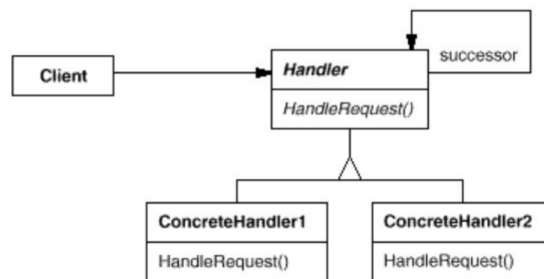 Client
Handler
successor
HandleRequest()
ConcreteHandler1
HandleRequest()
ConcreteHandler2
HandleRequest()